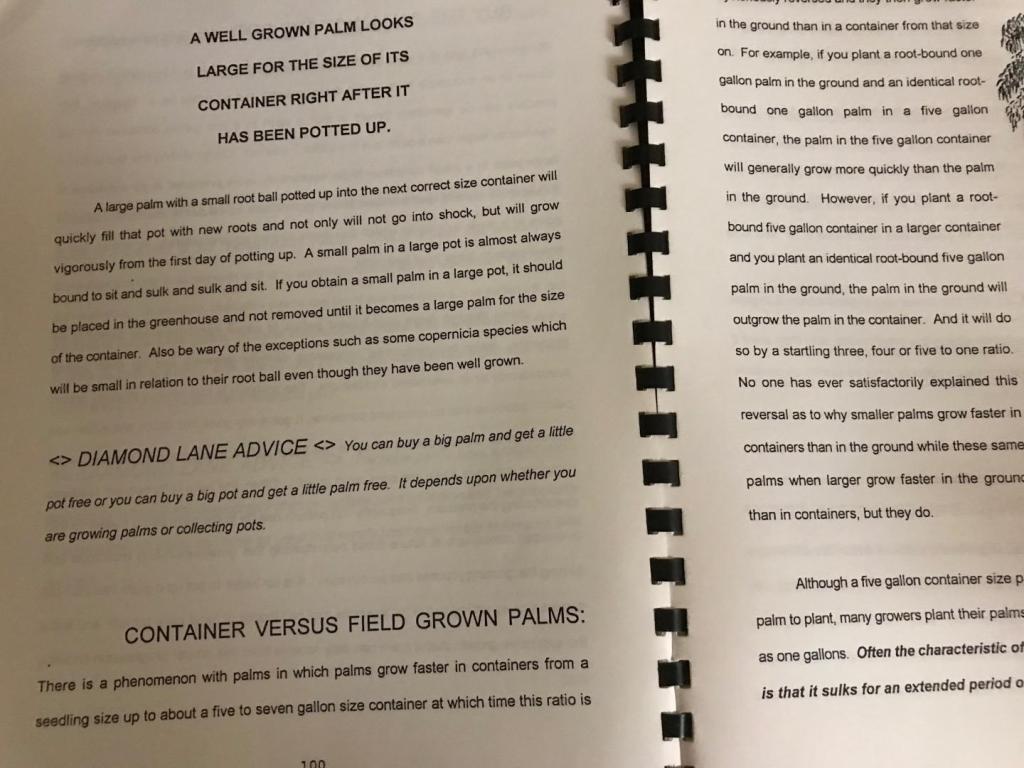 A WELL GROWN PALM LOOKS
LARGE FOR THE SIZE OF ITS
CONTAINER RIGHT AFTER IT
HAS BEEN POTTED UP.
A large palm with a small root ball potted up into the next correct size container will
quickly fill that pot with new roots and not only will not go into shock, but will grow
vigorously from the first day of potting up. A small palm in a large pot is almost always
bound to sit and sulk and sulk and sit. If you obtain a small palm in a large pot, it should
be placed in the greenhouse and not removed until it becomes a large palm for the size
of the container. Also be wary of the exceptions such as some copernicia species which
will be small in relation to their root ball even though they have been well grown.
<> DIAMOND LANE ADVICE <> You can buy a big palm and get a little
pot free or you can buy a big pot and get a little palm free. It depends upon whether you
are growing palms or collecting pots.
CONTAINER VERSUS FIELD GROWN PALMS:
There is a phenomenon with palms in which palms grow faster in containers from a
seedling size up to about a five to seven gallon size container at which time this ratio is
100
in the ground than in a container from that size
on. For example, if you plant a root-bound one
gallon palm in the ground and an identical root-
bound one gallon palm in a five gallon
container, the palm in the five gallon container
will generally grow more quickly than the palm
in the ground. However, if you plant a root-
bound five gallon container in a larger container
and you plant an identical root-bound five gallon
palm in the ground, the palm in the ground will
outgrow the palm in the container. And it will do
so by a startling three, four or five to one ratio.
No one has ever satisfactorily explained this
reversal as to why smaller palms grow faster in
containers than in the ground while these same
palms when larger grow faster in the ground
than in containers, but they do.
Although a five gallon container size p
palm to plant, many growers plant their palms
as one gallons. Often the characteristic of
is that it sulks for an extended period o